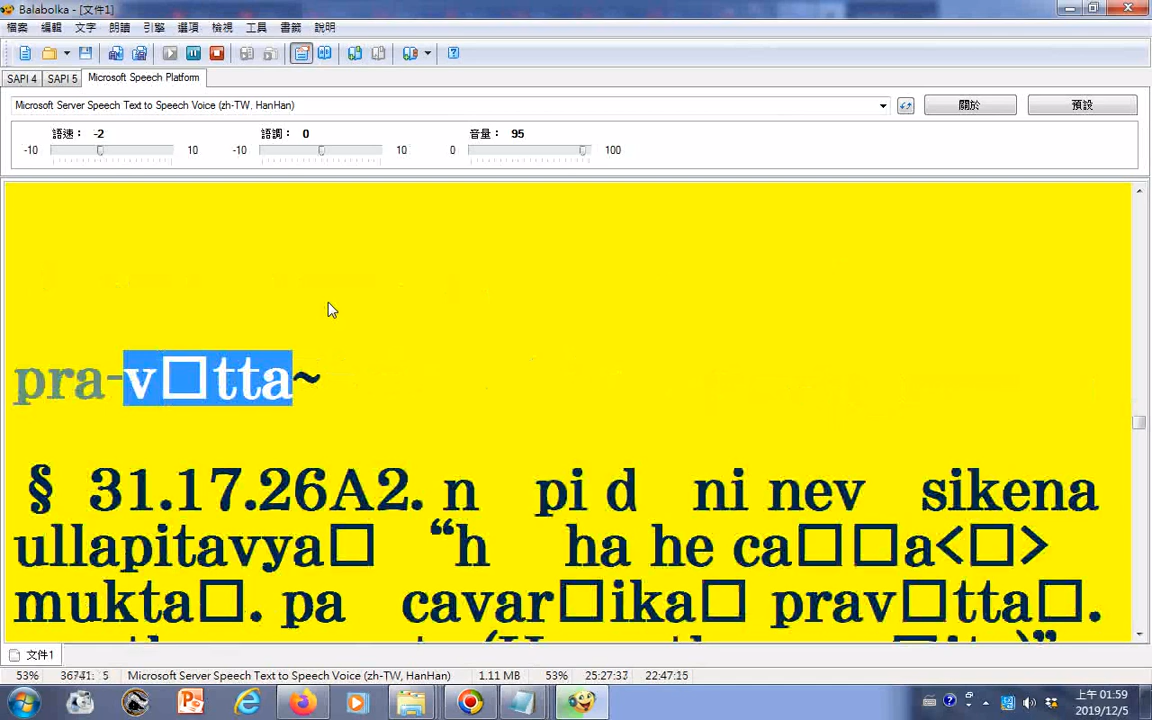 Balabolka - [文件1]
檔案 編輯 文字 朗讀 引擎 選項 檢視 工具 書籤 說明
SAPI 4 SAPI 5 Microsoft Speech Platform
Microsoft Server Speech Text to Speech Voice (zh-TW, HanHan) 關於 預設
語速： -2 語調： 0 音量： 95
-10 10 -10 10 0 100
pra-v□tta~
§ 31.17.26A2. n pi d ni nev sikena
ullapitavya□ “h ha he ca□□a<□>
mukta□. pa cavar□ika□ prav□tta□.
文件1
53% Microsoft Server Speech Text to Speech Voice (zh-TW, HanHan) 1.11 MB 53% 25:27:33 22:47:15
上午 01:59
2019/12/5